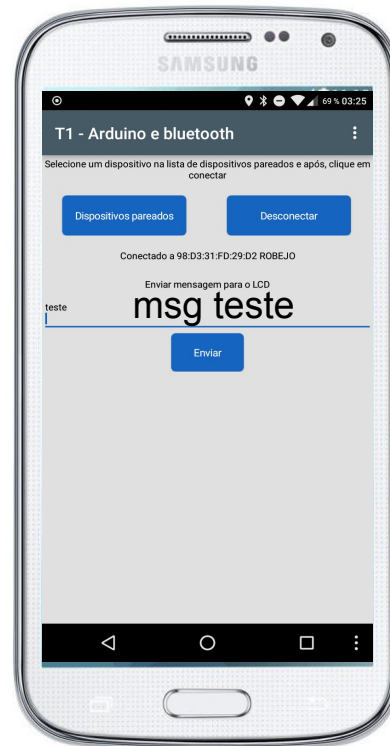 SAMSUNG
69 % 03:25
T1 - Arduino e bluetooth
Selecione um dispositivo na lista de dispositivos pareados e após, clique em
conectar
Dispositivos pareados
Desconectar
Conectado a 98:D3:31:FD:29:D2 ROBEJO
Enviar mensagem para o LCD
teste
msg teste
Enviar